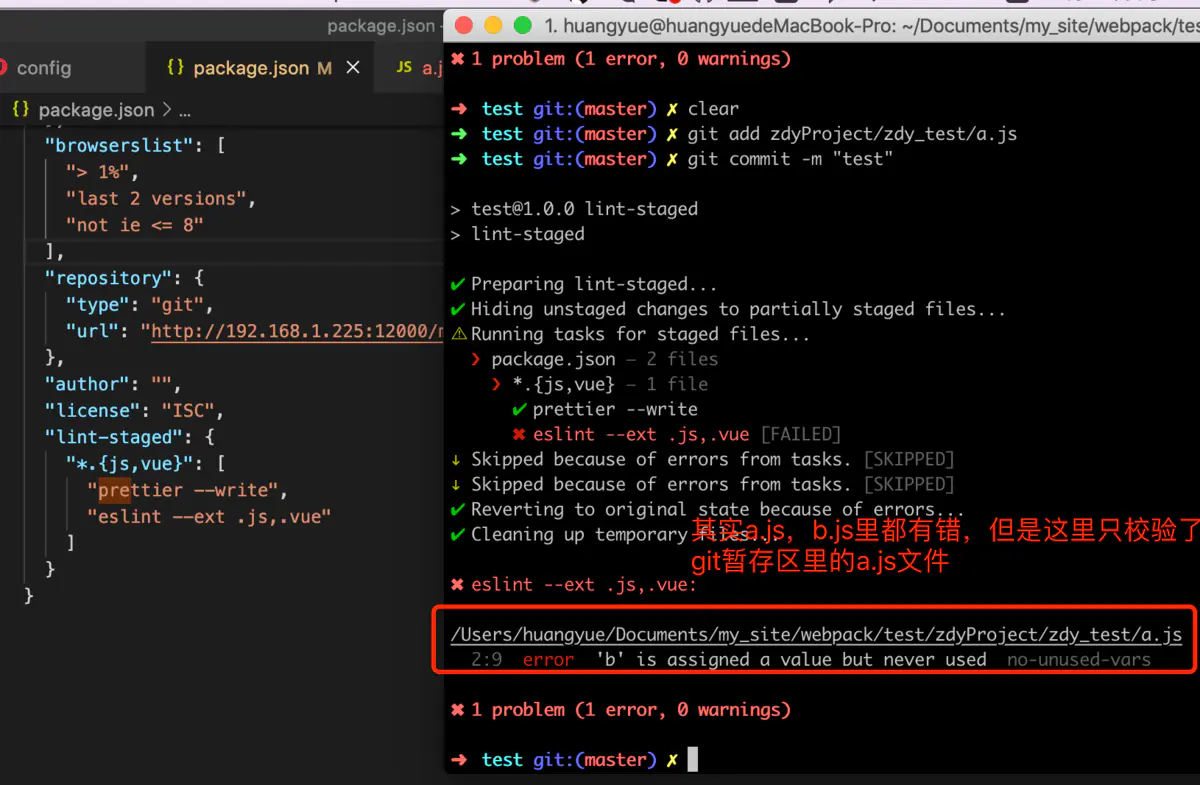 package.json -
config
{} package.json M ×
JS a.j
{} package.json > ...
"browserslist": [
"> 1%",
"last 2 versions",
"not ie <= 8"
],
"repository": {
"type": "git",
"url": "http://192.168.1.225:12000/
},
"author": "",
"license": "ISC",
"lint-staged": {
"*.{js,vue}": [
"prettier --write",
"eslint --ext .js,.vue"
]
}
}
1. huangyue@huangyuedeMacBook-Pro: ~/Documents/my_site/webpack/tes
✖ 1 problem (1 error, 0 warnings)
➜ test git:(master) ✗ clear
➜ test git:(master) ✗ git add zdyProject/zdy_test/a.js
➜ test git:(master) ✗ git commit -m "test"
> test@1.0.0 lint-staged
> lint-staged
✔ Preparing lint-staged...
✔ Hiding unstaged changes to partially staged files...
⚠ Running tasks for staged files...
❯ package.json — 2 files
❯ *.{js,vue} — 1 file
✔ prettier --write
✖ eslint --ext .js,.vue [FAILED]
↓ Skipped because of errors from tasks. [SKIPPED]
↓ Skipped because of errors from tasks. [SKIPPED]
✔ Reverting to original state because of errors...
✔ Cleaning up temporary files...
其实a.js，b.js里都有错，但是这里只校验了
git暂存区里的a.js文件
✖ eslint --ext .js,.vue:
/Users/huangyue/Documents/my_site/webpack/test/zdyProject/zdy_test/a.js
2:9 error 'b' is assigned a value but never used no-unused-vars
✖ 1 problem (1 error, 0 warnings)
➜ test git:(master) ✗